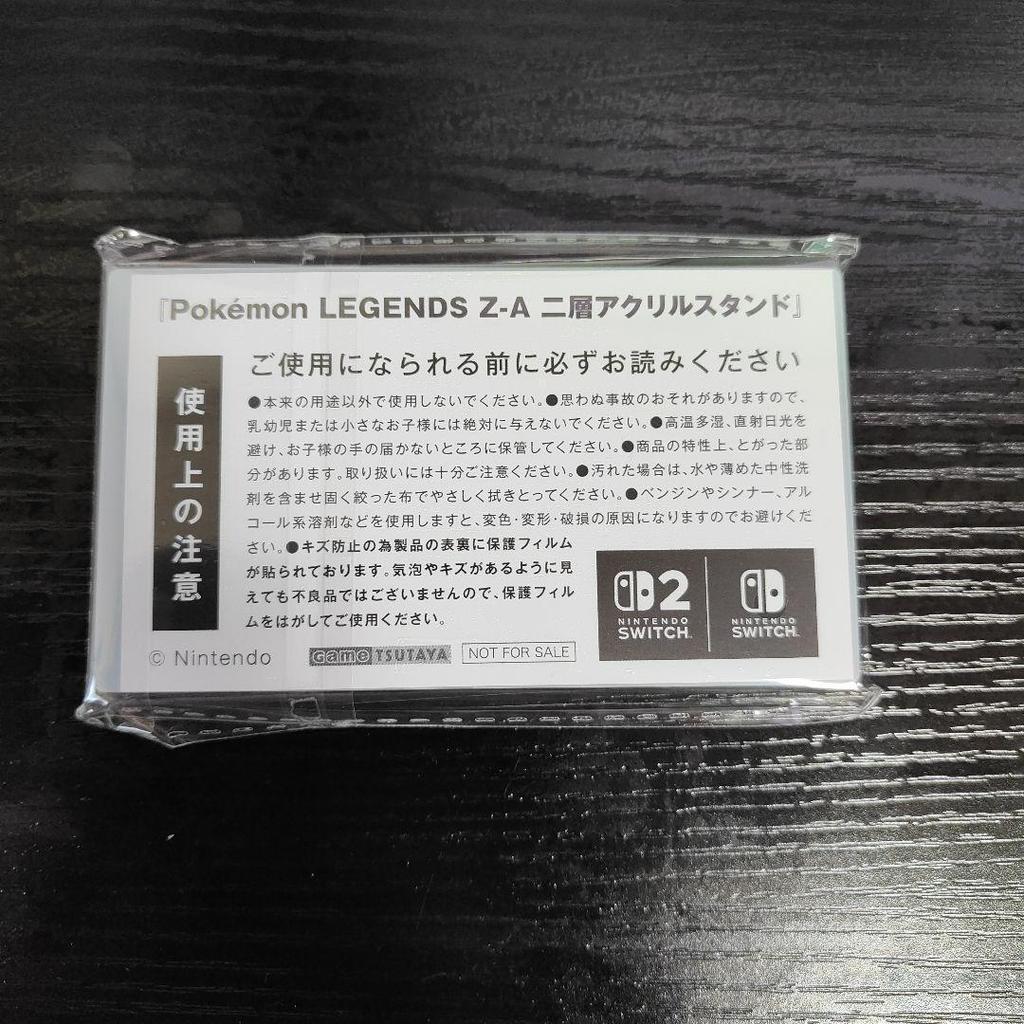 『Pokémon LEGENDS Z-A 二層アクリルスタンド』
使用上の注意
ご使用になられる前に必ずお読みください
●本来の用途以外で使用しないでください。●思わぬ事故のおそれがありますので、
乳幼児または小さなお子様には絶対に与えないでください。●高温多湿、直射日光を
避け、お子様の手の届かないところに保管してください。●商品の特性上、とがった部
分があります。取り扱いには十分ご注意ください。●汚れた場合は、水や薄めた中性洗
剤を含ませ固く絞った布でやさしく拭きとってください。●ベンジンやシンナー、アル
コール系溶剤などを使用しますと、変色・変形・破損の原因になりますのでお避けくだ
さい。●キズ防止の為製品の表裏に保護フィルム
が貼られております。気泡やキズがあるように見
えても不良品ではございませんので、保護フィル
ムをはがしてご使用ください。
2
NINTENDO
SWITCH
NINTENDO
SWITCH
© Nintendo
Game TSUTAYA
NOT FOR SALE